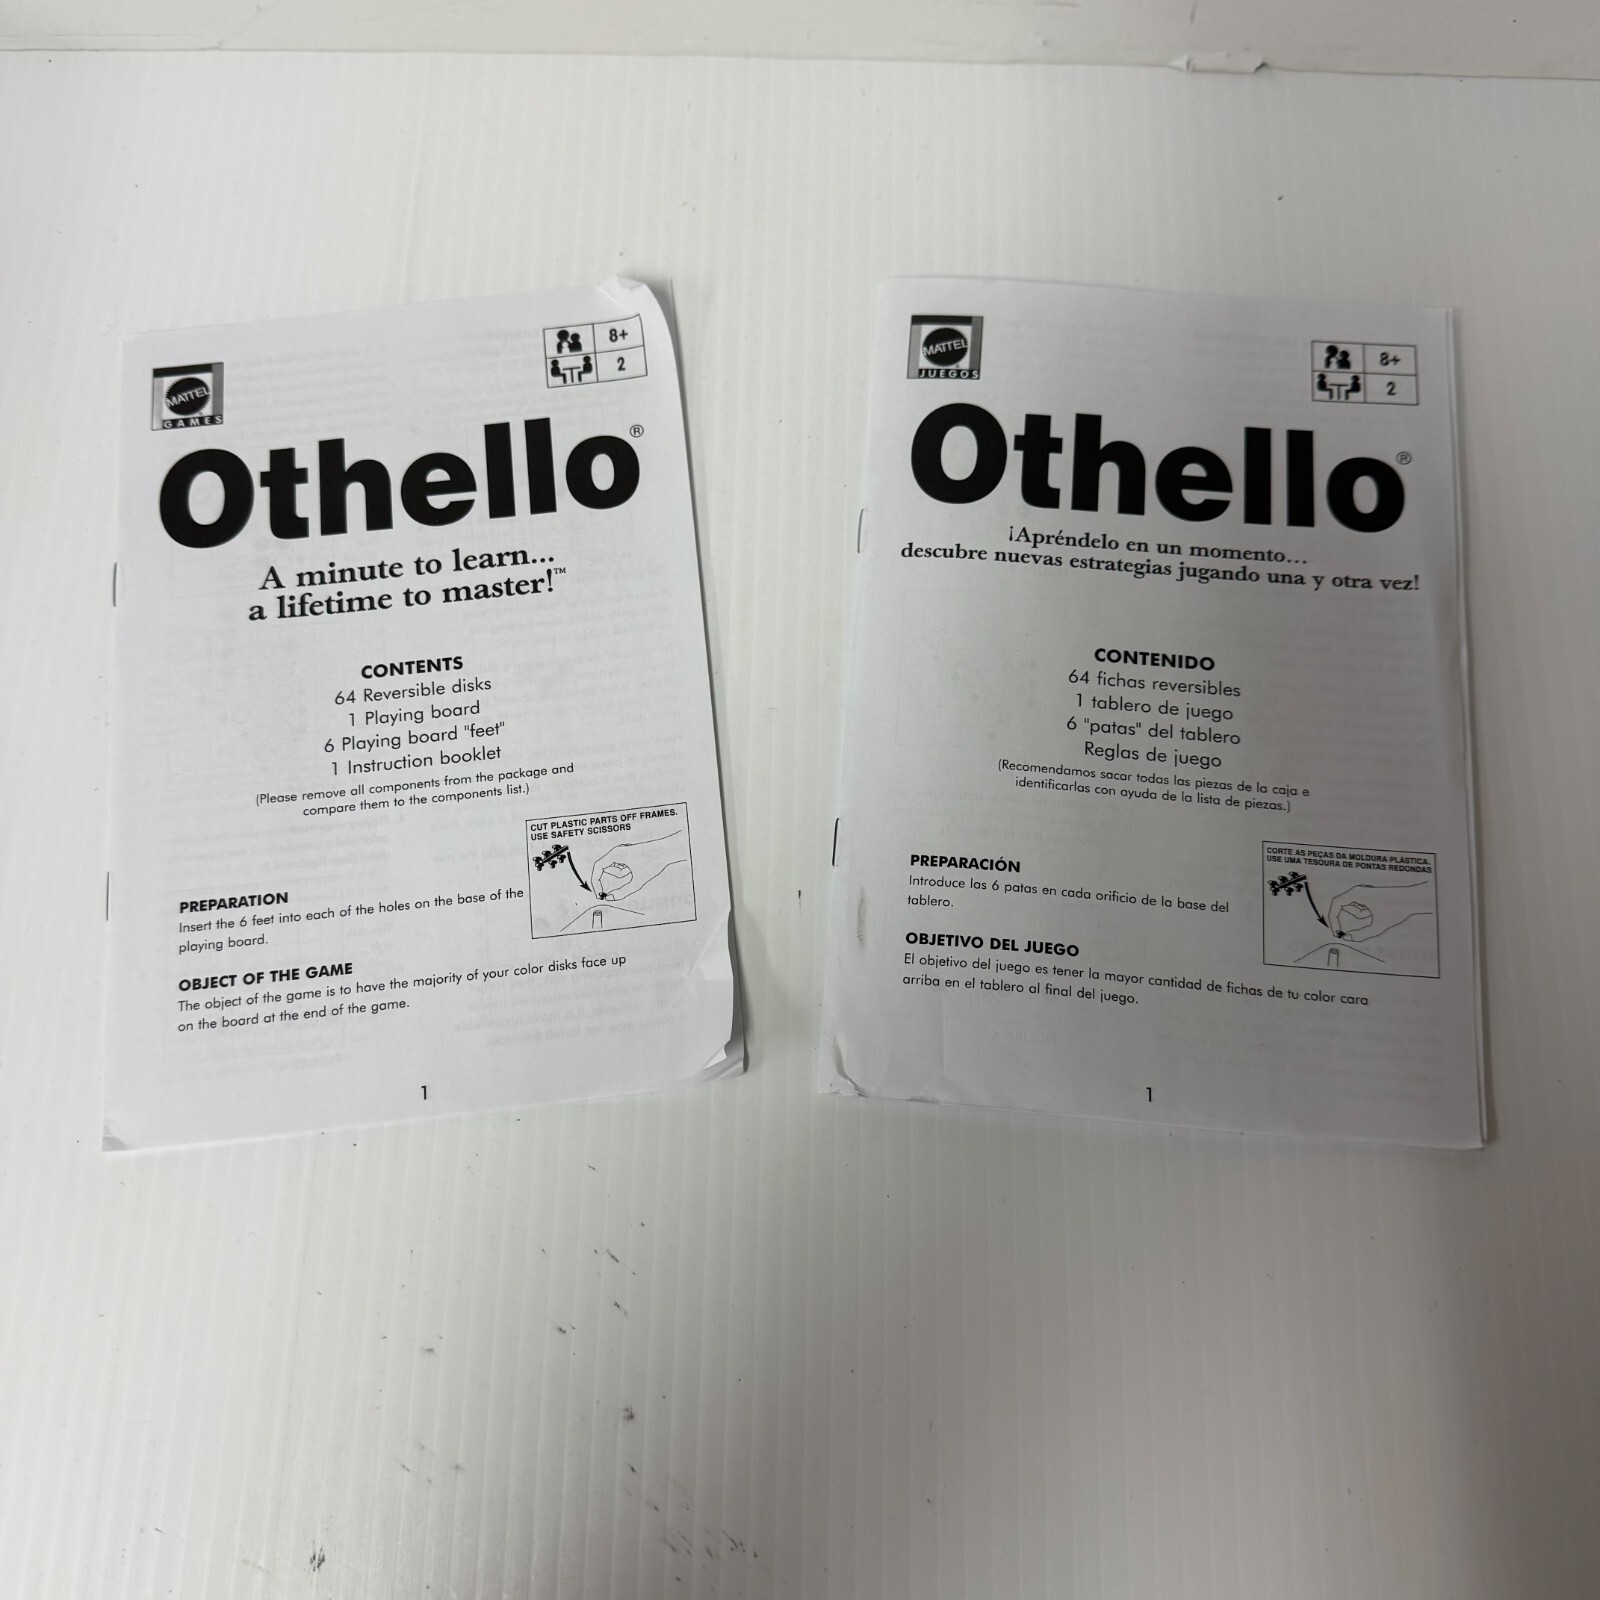 MATTEL
GAMES
8+
2
Othello®
A minute to learn...
a lifetime to master!™
CONTENTS
64 Reversible disks
1 Playing board
6 Playing board "feet"
1 Instruction booklet
(Please remove all components from the package and
compare them to the components list.)
CUT PLASTIC PARTS OFF FRAMES.
USE SAFETY SCISSORS
PREPARATION
Insert the 6 feet into each of the holes on the base of the
playing board.
OBJECT OF THE GAME
The object of the game is to have the majority of your color disks face up
on the board at the end of the game.
1
MATTEL
JUEGOS
8+
2
Othello®
¡Apréndelo en un momento...
descubre nuevas estrategias jugando una y otra vez!
CONTENIDO
64 fichas reversibles
1 tablero de juego
6 "patas" del tablero
Reglas de juego
(Recomendamos sacar todas las piezas de la caja e
identificarlas con ayuda de la lista de piezas.)
CORTE AS PEÇAS DA MOLDURA PLÁSTICA.
USE UMA TESOURA DE PONTAS REDONDAS
PREPARACIÓN
Introduce las 6 patas en cada orificio de la base del
tablero.
OBJETIVO DEL JUEGO
El objetivo del juego es tener la mayor cantidad de fichas de tu color cara
arriba en el tablero al final del juego.
1